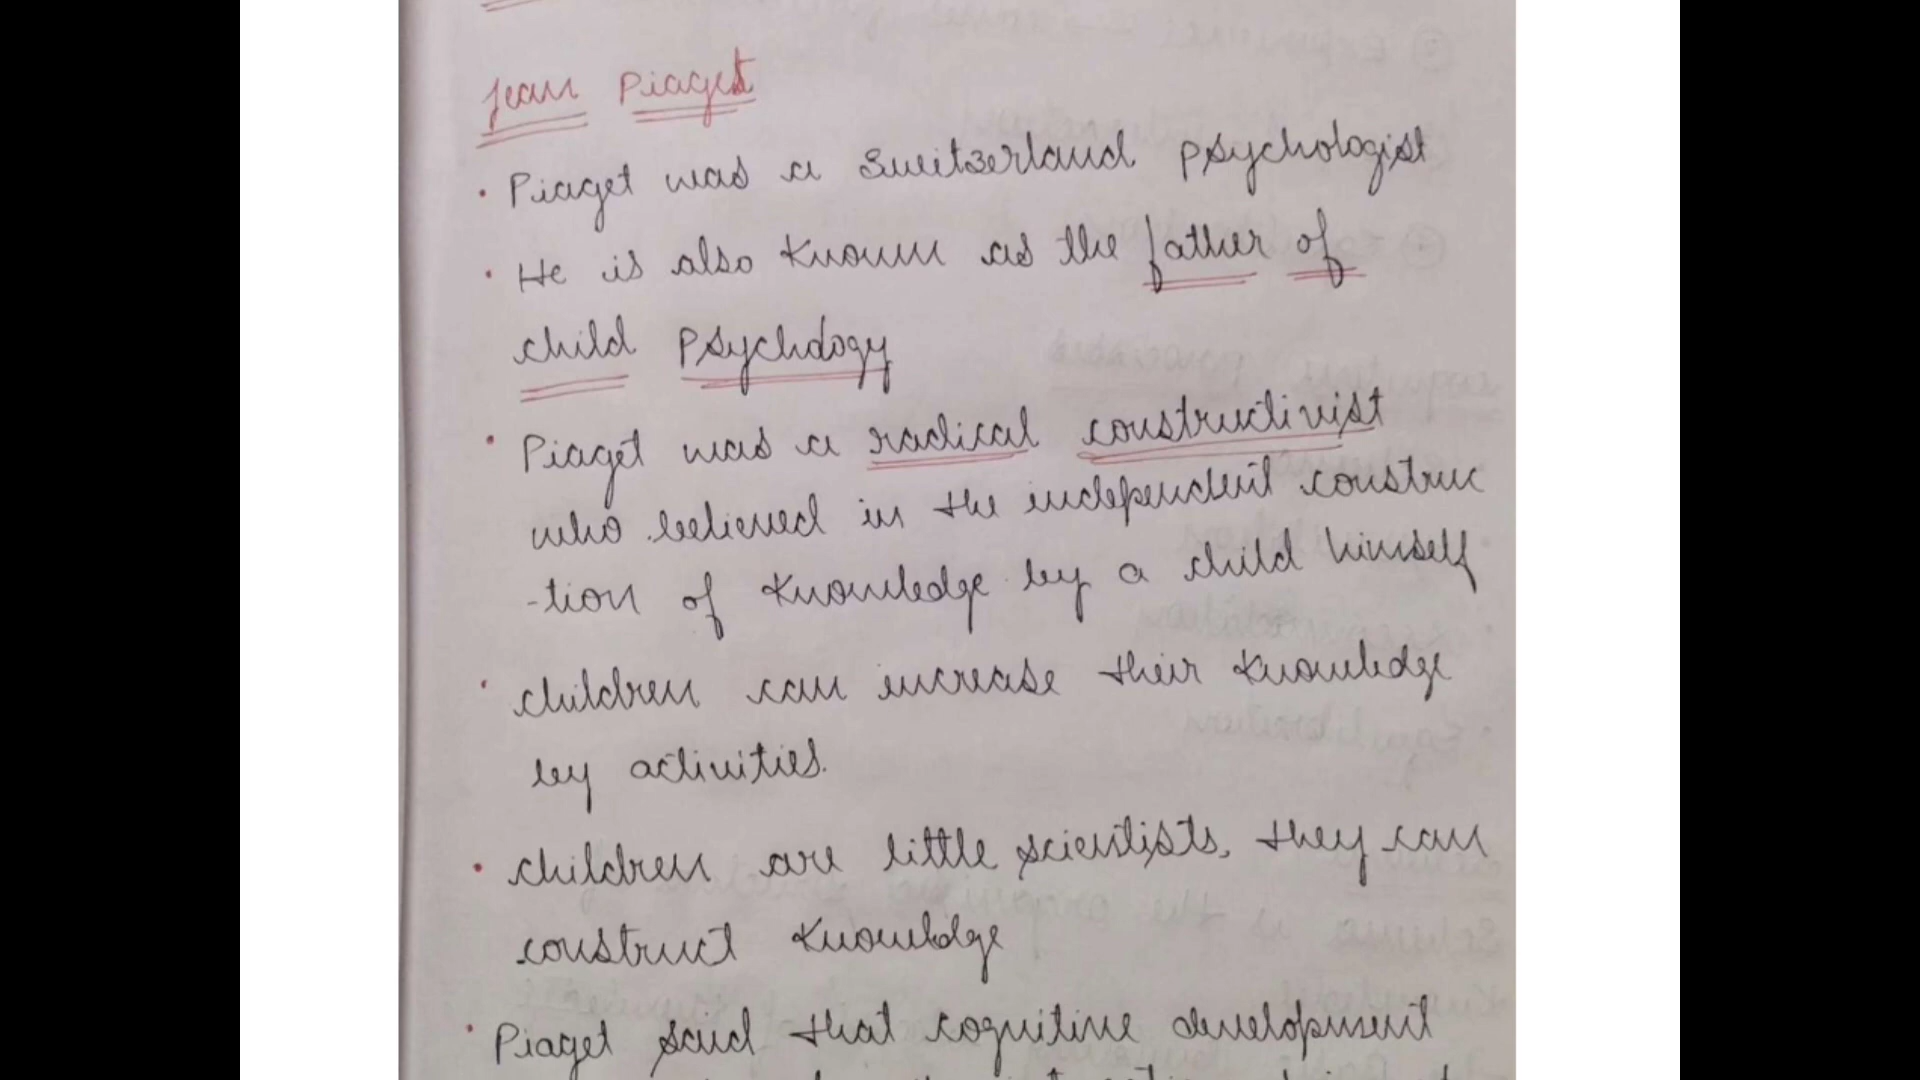 Jean Piaget
• Piaget was a Switzerland psychologist
• He is also known as the father of
child psychology
• Piaget was a radical constructivist
who believed in the independent construc
-tion of knowledge by a child himself
• children can increase their knowledge
by activities.
• children are little scientists, they can
construct knowledge
• Piaget said that cognitive development